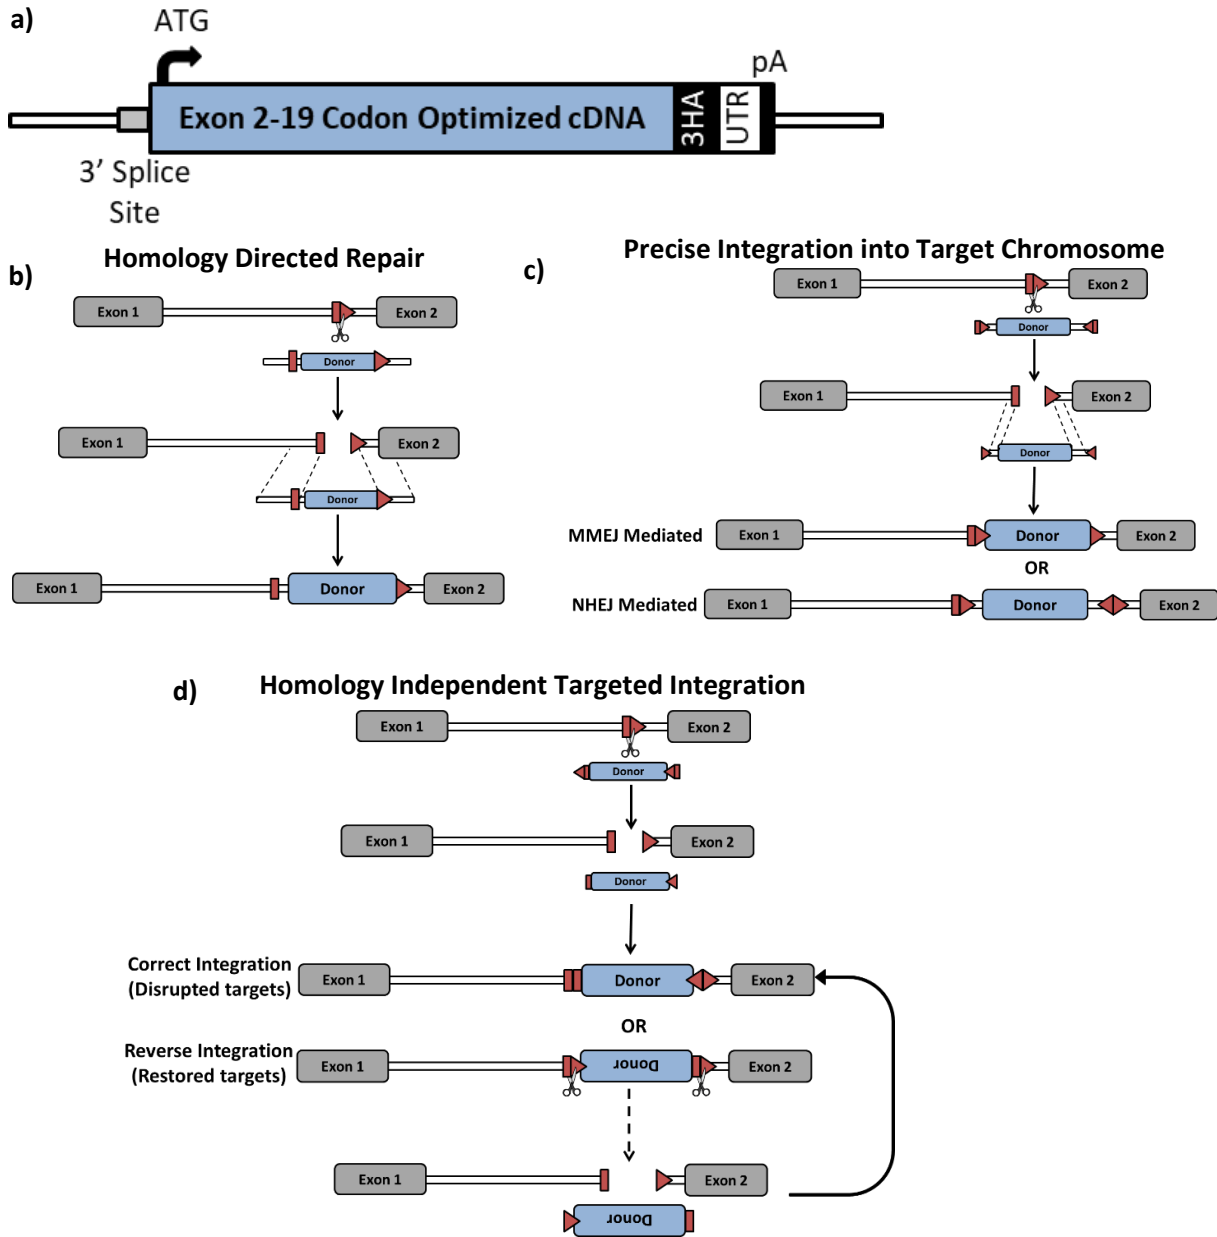 a)
ATG
pA
Exon 2-19 Codon Optimized cDNA
3HA
UTR
3' Splice
Site
b)
Homology Directed Repair
Exon 1
Exon 2
Donor
Exon 1
Exon 2
Donor
Exon 1
Donor
Exon 2
c)
Precise Integration into Target Chromosome
Exon 1
Exon 2
Donor
Exon 1
Exon 2
Donor
MMEJ Mediated
Exon 1
Donor
Exon 2
OR
NHEJ Mediated
Exon 1
Donor
Exon 2
d)
Homology Independent Targeted Integration
Exon 1
Exon 2
Donor
Exon 1
Exon 2
Donor
Correct Integration
(Disrupted targets)
Exon 1
Donor
Exon 2
OR
Reverse Integration
(Restored targets)
Exon 1
Donor
Exon 2
Exon 1
Exon 2
Donor